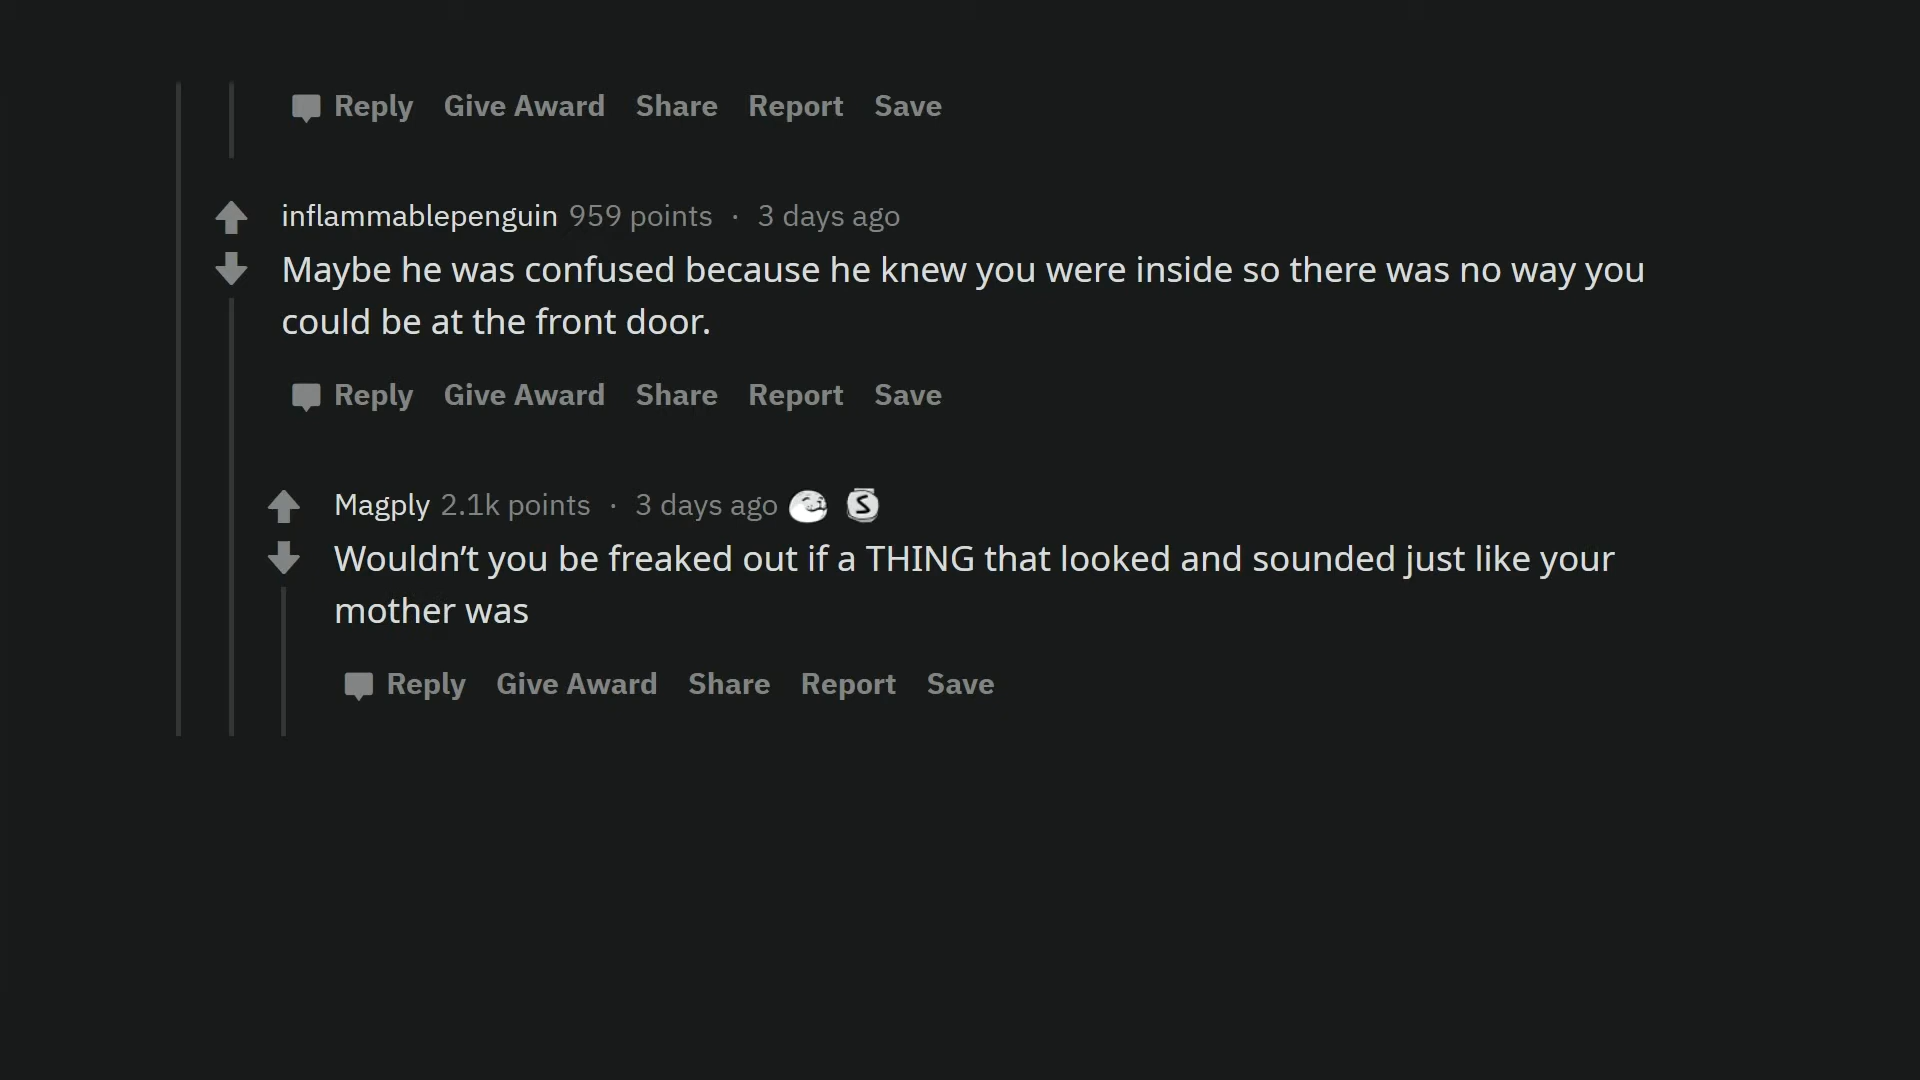 Reply Give Award Share Report Save
inflammablepenguin 959 points · 3 days ago
Maybe he was confused because he knew you were inside so there was no way you
could be at the front door.
Reply Give Award Share Report Save
Magply 2.1k points · 3 days ago S
Wouldn’t you be freaked out if a THING that looked and sounded just like your
mother was
Reply Give Award Share Report Save